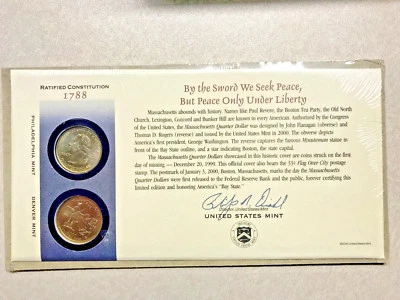 RATIFIED CONSTITUTION
1788
PHILADELPHIA MINT
DENVER MINT
By the Sword We Seek Peace,
But Peace Only Under Liberty
Massachusetts abounds with history. Names like Paul Revere, the Boston Tea Party, the Old North
Church, Lexington, Concord and Bunker Hill are known in every American. Authorized by the Congress
of the United States, the Massachusetts Quarter Dollar was designed by John Flanagan (obverse) and
Thomas D. Rogers (reverse) and issued by the United States Mint in 2000. The obverse depicts
America's first president, George Washington. The reverse captures the famous Minuteman statue in
front of the Bay State outline, and a star indicating Boston, the state capital.
The Massachusetts Quarter Dollars showcased in this historic cover are coins struck on the first
day of minting — December 20, 1999. This official cover also bears the 33¢ Flag Over City postage
stamp. The postmark of January 3, 2000, Boston, Massachusetts, marks the day the Massachusetts
Quarter Dollars were first released to the Federal Reserve Bank and the public, forever certifying this
limited edition and honoring America's "Bay State."
Director, United States Mint
UNITED STATES MINT